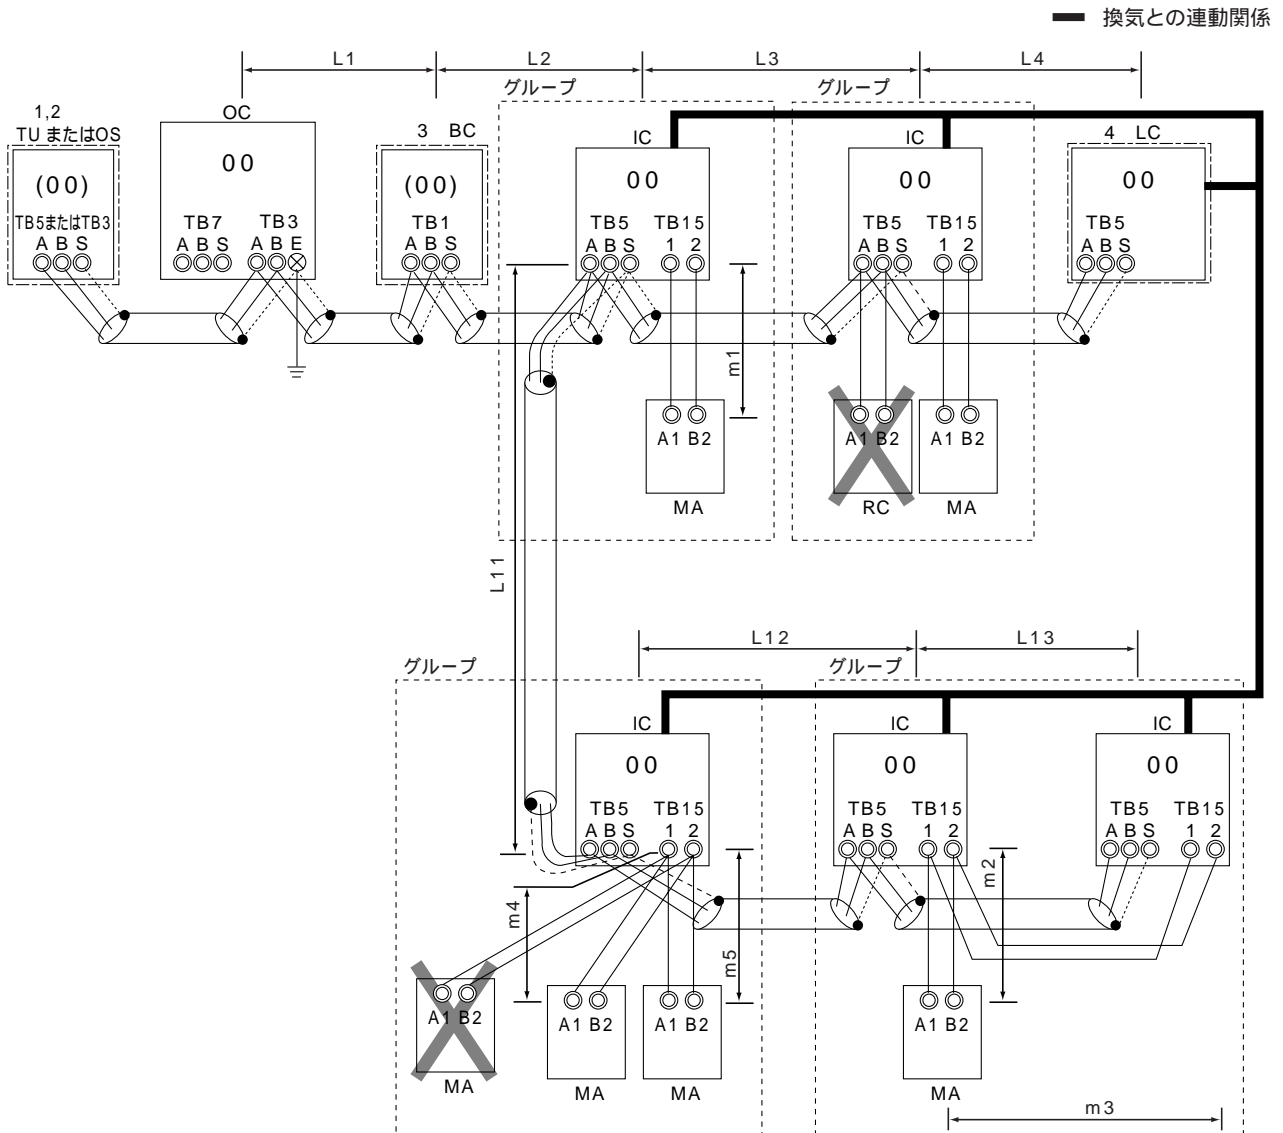 換気との連動関係
L1
L2
L3
L4
グループ
グループ
1,2
TU またはOS
OC
3 BC
IC
IC
4 LC
(00)
00
(00)
00
00
00
TB5またはTB3
TB7
TB3
TB1
TB5
TB15
TB5
TB15
TB5
A B S
A B S
A B E
A B S
A B S
1 2
A B S
1 2
A B S
m1
A1 B2
MA
A1 B2
RC
A1 B2
MA
L11
L12
L13
グループ
グループ
IC
IC
IC
00
00
00
TB5
TB15
TB5
TB15
TB5
TB15
A B S
1 2
A B S
1 2
A B S
1 2
m4
m5
m2
A1 B2
MA
A1 B2
MA
A1 B2
MA
A1 B2
MA
m3